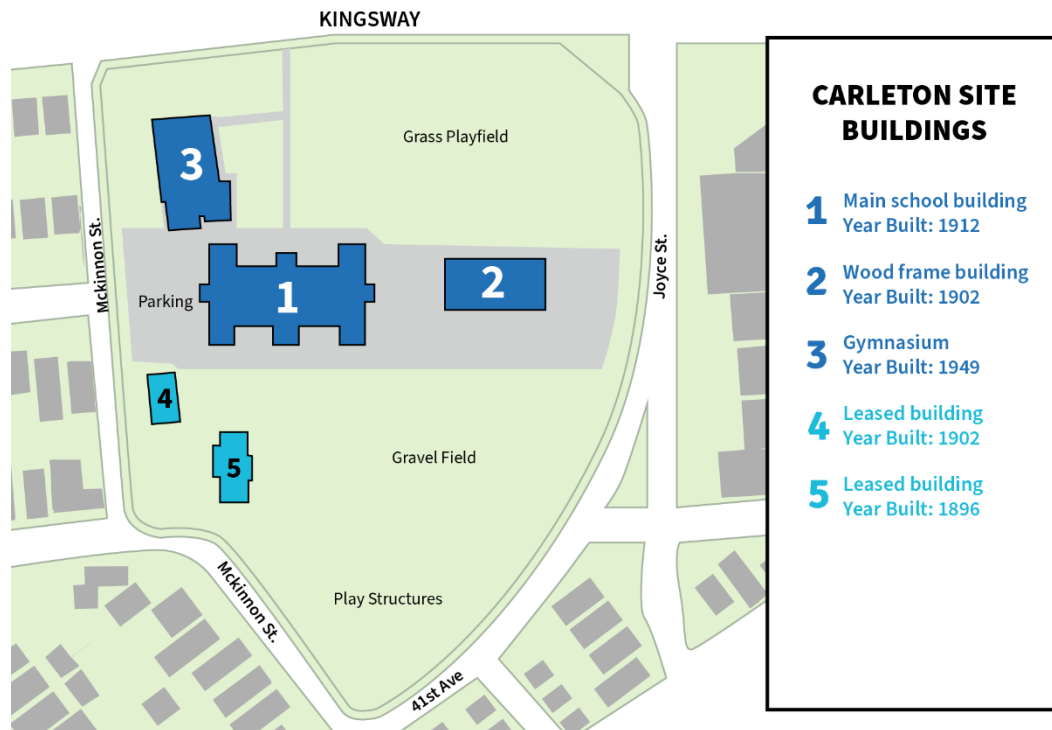 KINGSWAY
Grass Playfield
3
Mckinnon St.
Joyce St.
Parking
1
2
4
5
Gravel Field
Play Structures
Mckinnon St.
41st Ave
CARLETON SITE
BUILDINGS
1 Main school building
Year Built: 1912
2 Wood frame building
Year Built: 1902
3 Gymnasium
Year Built: 1949
4 Leased building
Year Built: 1902
5 Leased building
Year Built: 1896